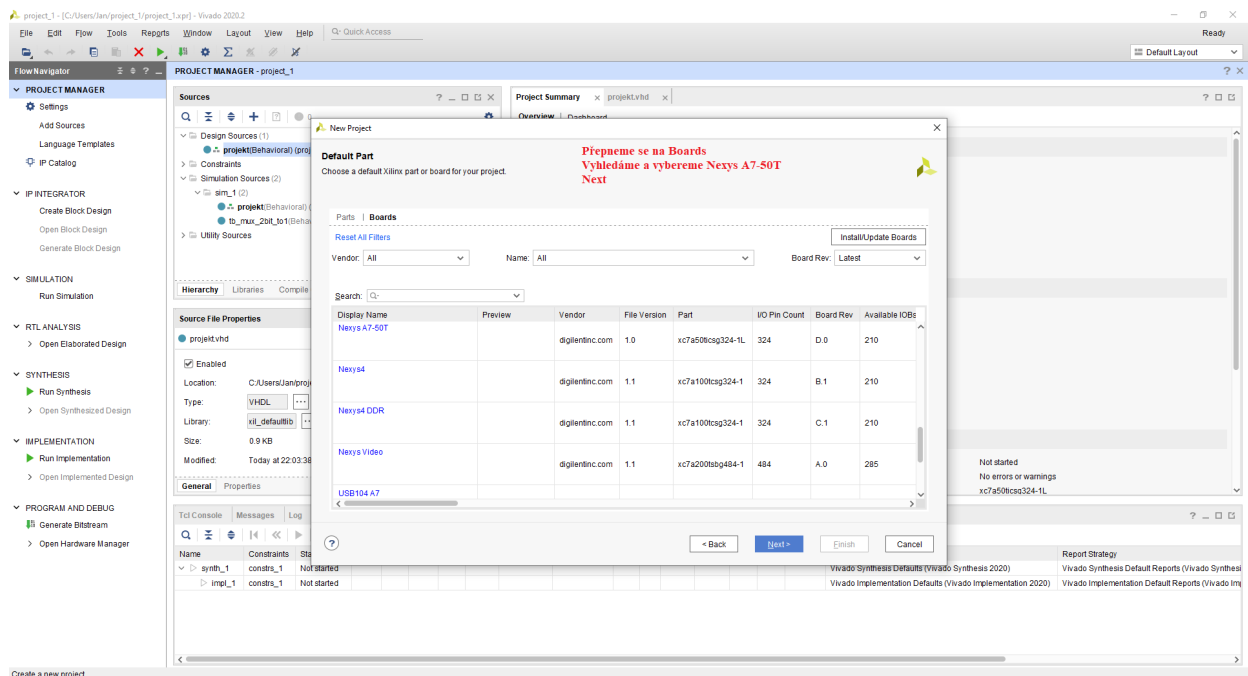 project_1 - [C:/Users/Jan/project_1/project_1.xpr] - Vivado 2020.2
File Edit Flow Tools Reports Window Layout View Help Quick Access
Ready
Default Layout
Flow Navigator
PROJECT MANAGER - project_1
PROJECT MANAGER
Settings
Add Sources
Language Templates
IP Catalog
IP INTEGRATOR
Create Block Design
Open Block Design
Generate Block Design
SIMULATION
Run Simulation
RTL ANALYSIS
Open Elaborated Design
SYNTHESIS
Run Synthesis
Open Synthesized Design
IMPLEMENTATION
Run Implementation
Open Implemented Design
PROGRAM AND DEBUG
Generate Bitstream
Open Hardware Manager
Sources
Design Sources (1)
projekt(Behavioral) (proj
Constraints
Simulation Sources (2)
sim_1 (2)
projekt(Behavioral) (
tb_mux_2bit_to1(Beha
Utility Sources
Hierarchy Libraries Compile
Source File Properties
projekt.vhd
Enabled
Location: C:/Users/Jan/proj
Type: VHDL
Library: xil_defaultlib
Size: 0.9 KB
Modified: Today at 22:03:38
General Properties
Project Summary projekt.vhd
Overview Dashboard
New Project
Default Part
Choose a default Xilinx part or board for your project.
Přepneme se na Boards
Vyhledáme a vybereme Nexys A7-50T
Next
Parts | Boards
Reset All Filters
Install/Update Boards
Vendor: All Name: All Board Rev: Latest
Search: Q-
Display Name Preview Vendor File Version Part I/O Pin Count Board Rev Available IOBs
Nexys A7-50T digilentinc.com 1.0 xc7a50ticsg324-1L 324 D.0 210
Nexys4 digilentinc.com 1.1 xc7a100tcsg324-1 324 B.1 210
Nexys4 DDR digilentinc.com 1.1 xc7a100tcsg324-1 324 C.1 210
Nexys Video digilentinc.com 1.1 xc7a200tsbg484-1 484 A.0 285
USB104 A7
< Back Next > Finish Cancel
Not started
No errors or warnings
xc7a50ticsg324-1L
Tcl Console Messages Log
Name Constraints Sta Report Strategy
synth_1 constrs_1 Not started Vivado Synthesis Defaults (Vivado Synthesis 2020) Vivado Synthesis Default Reports (Vivado Synthesi
impl_1 constrs_1 Not started Vivado Implementation Defaults (Vivado Implementation 2020) Vivado Implementation Default Reports (Vivado Im
Create a new project